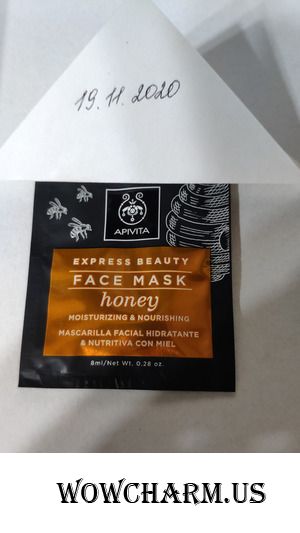 19.11.2020
APIVITA
EXPRESS BEAUTY
FACE MASK
honey
MOISTURIZING & NOURISHING
MASCARILLA FACIAL HIDRATANTE
& NUTRITIVA CON MIEL
8ml/Net Wt. 0.28 oz.
WOWCHARM.US